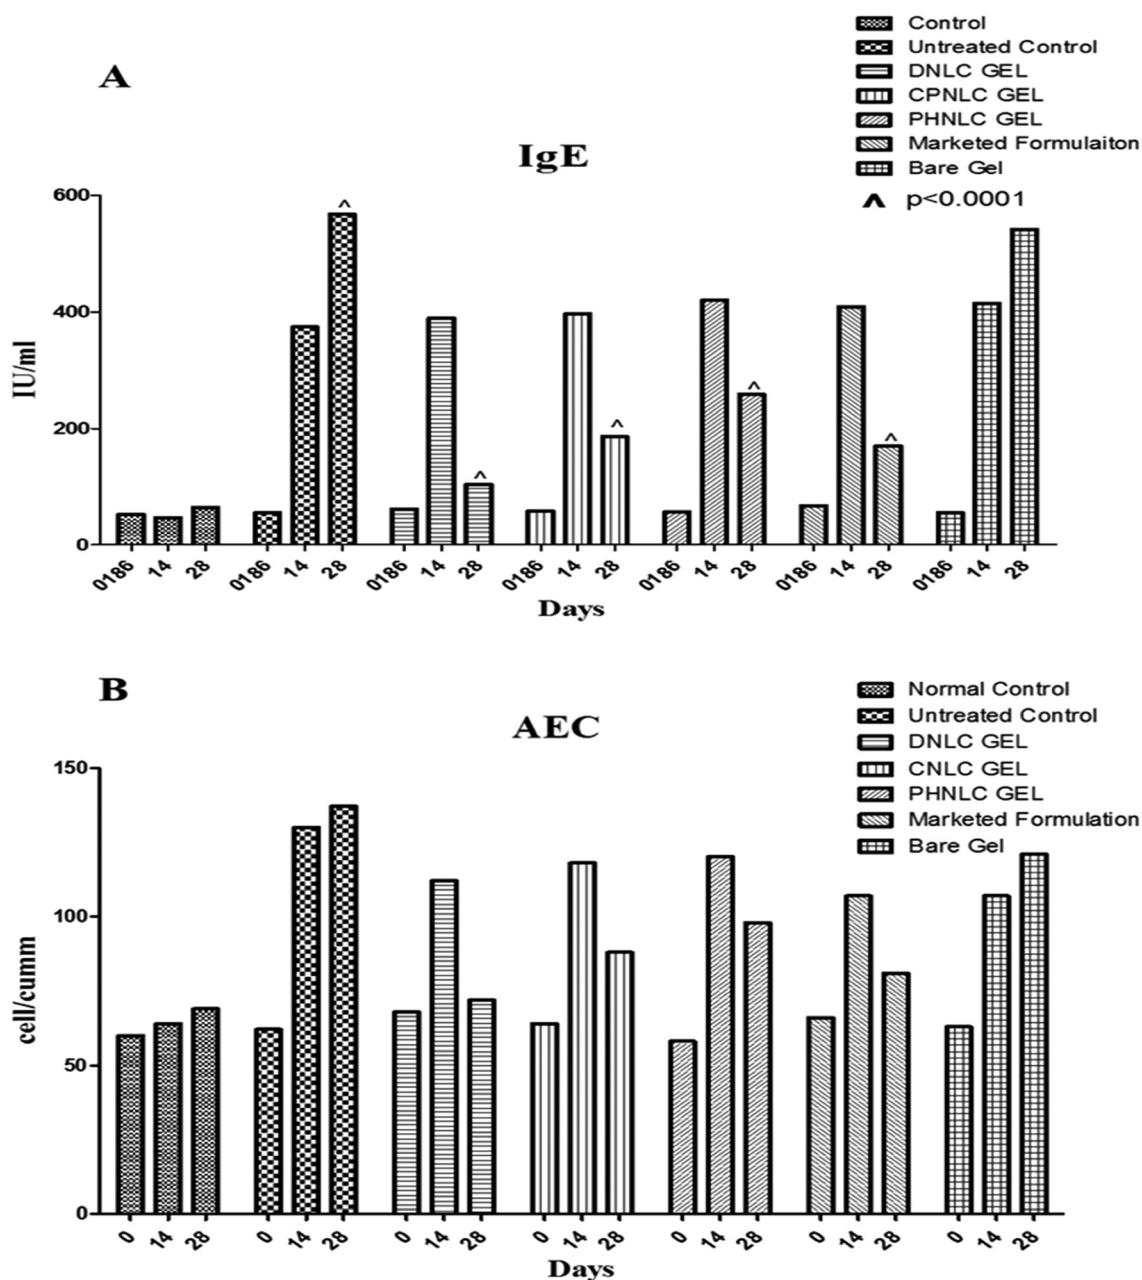 Control
Untreated Control
DNLC GEL
CPNLC GEL
PHNLC GEL
Marketed Formulaiton
Bare Gel
^ p<0.0001
A
IgE
600
400
200
0
IU/ml
^
^
^
^
^
0186 14 28 0186 14 28 0186 14 28 0186 14 28 0186 14 28 0186 14 28 0186 14 28
Days
B
AEC
Normal Control
Untreated Control
DNLC GEL
CNLC GEL
PHNLC GEL
Marketed Formulation
Bare Gel
150
100
50
0
cell/cumm
0 14 28 0 14 28 0 14 28 0 14 28 0 14 28 0 14 28 0 14 28
Days